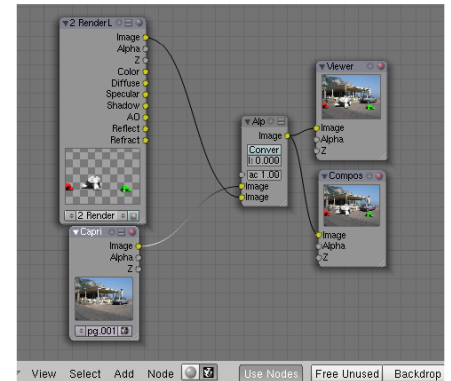 2 RenderL
Image
Alpha
Z
Color
Diffuse
Specular
Shadow
AO
Reflect
Refract
2 Render
Capri
Image
Alpha
Z
pg.001
Alp
Image
Conver
0.000
ac 1.00
Image
Image
Viewer
Image
Alpha
Z
Compos
Image
Alpha
Z
View Select Add Node Use Nodes Free Unused Backdrop